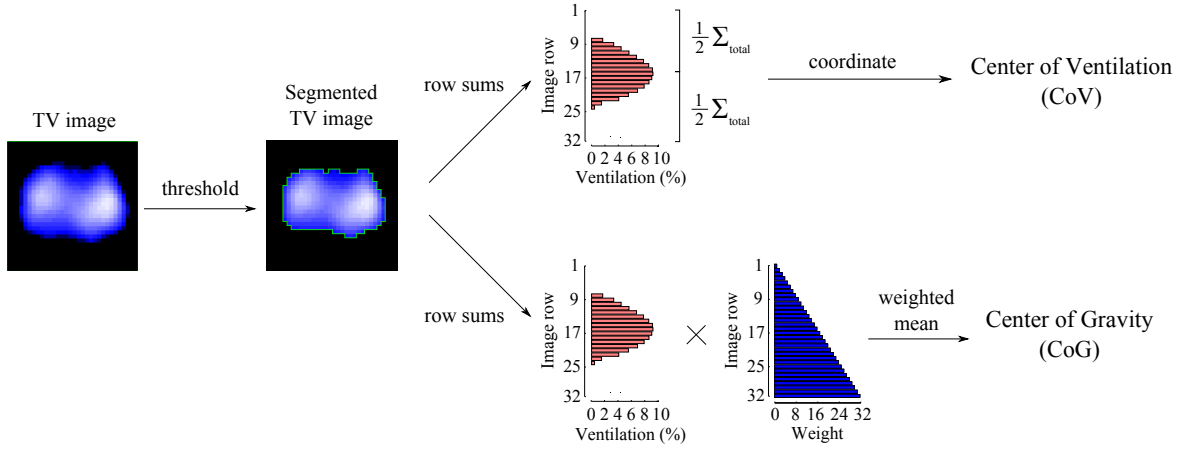 TV image
threshold
Segmented
TV image
row sums
Image row
1
9
17
25
32
0 2 4 6 8 10
Ventilation (%)
1/2 Σtotal
1/2 Σtotal
coordinate
Center of Ventilation
(CoV)
row sums
Image row
1
9
17
25
32
0 2 4 6 8 10
Ventilation (%)
×
Image row
1
9
17
25
32
0 8 16 24 32
Weight
weighted
mean
Center of Gravity
(CoG)